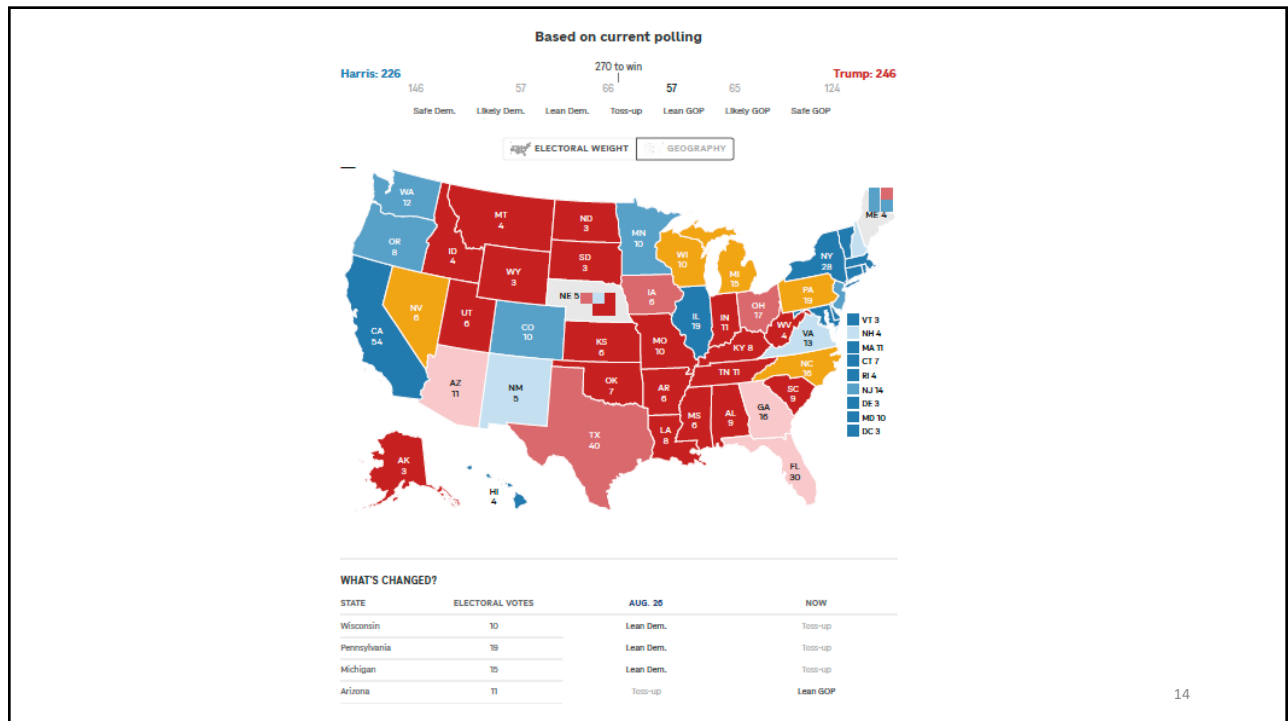 Based on current polling
270 to win
Harris: 226
Trump: 246
146 57 66 57 65 124
Safe Dem. Likely Dem. Lean Dem. Toss-up Lean GOP Likely GOP Safe GOP
ELECTORAL WEIGHT GEOGRAPHY
WA
12
OR
8
CA
54
NV
6
ID
4
MT
4
WY
3
UT
6
AZ
11
CO
10
NM
5
ND
3
SD
3
NE 5
KS
6
OK
7
TX
40
MN
10
IA
6
MO
10
AR
6
LA
8
WI
10
IL
19
MI
15
IN
11
OH
17
KY 8
TN 11
MS
6
AL
9
GA
16
FL
30
SC
9
NC
16
VA
13
WV
4
PA
19
NY
28
ME 4
AK
3
HI
4
VT 3
NH 4
MA 11
CT 7
RI 4
NJ 14
DE 3
MD 10
DC 3
WHAT'S CHANGED?
STATE ELECTORAL VOTES AUG. 26 NOW
Wisconsin 10 Lean Dem. Toss-up
Pennsylvania 19 Lean Dem. Toss-up
Michigan 15 Lean Dem. Toss-up
Arizona 11 Toss-up Lean GOP
14